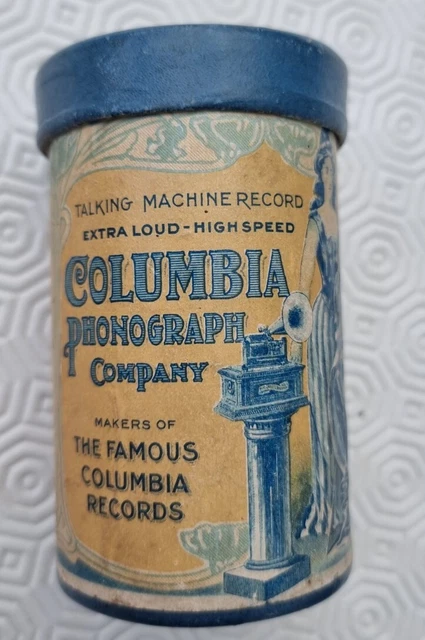 TALKING MACHINE RECORD
EXTRA LOUD - HIGH SPEED
COLUMBIA
PHONOGRAPH
COMPANY
MAKERS OF
THE FAMOUS
COLUMBIA
RECORDS